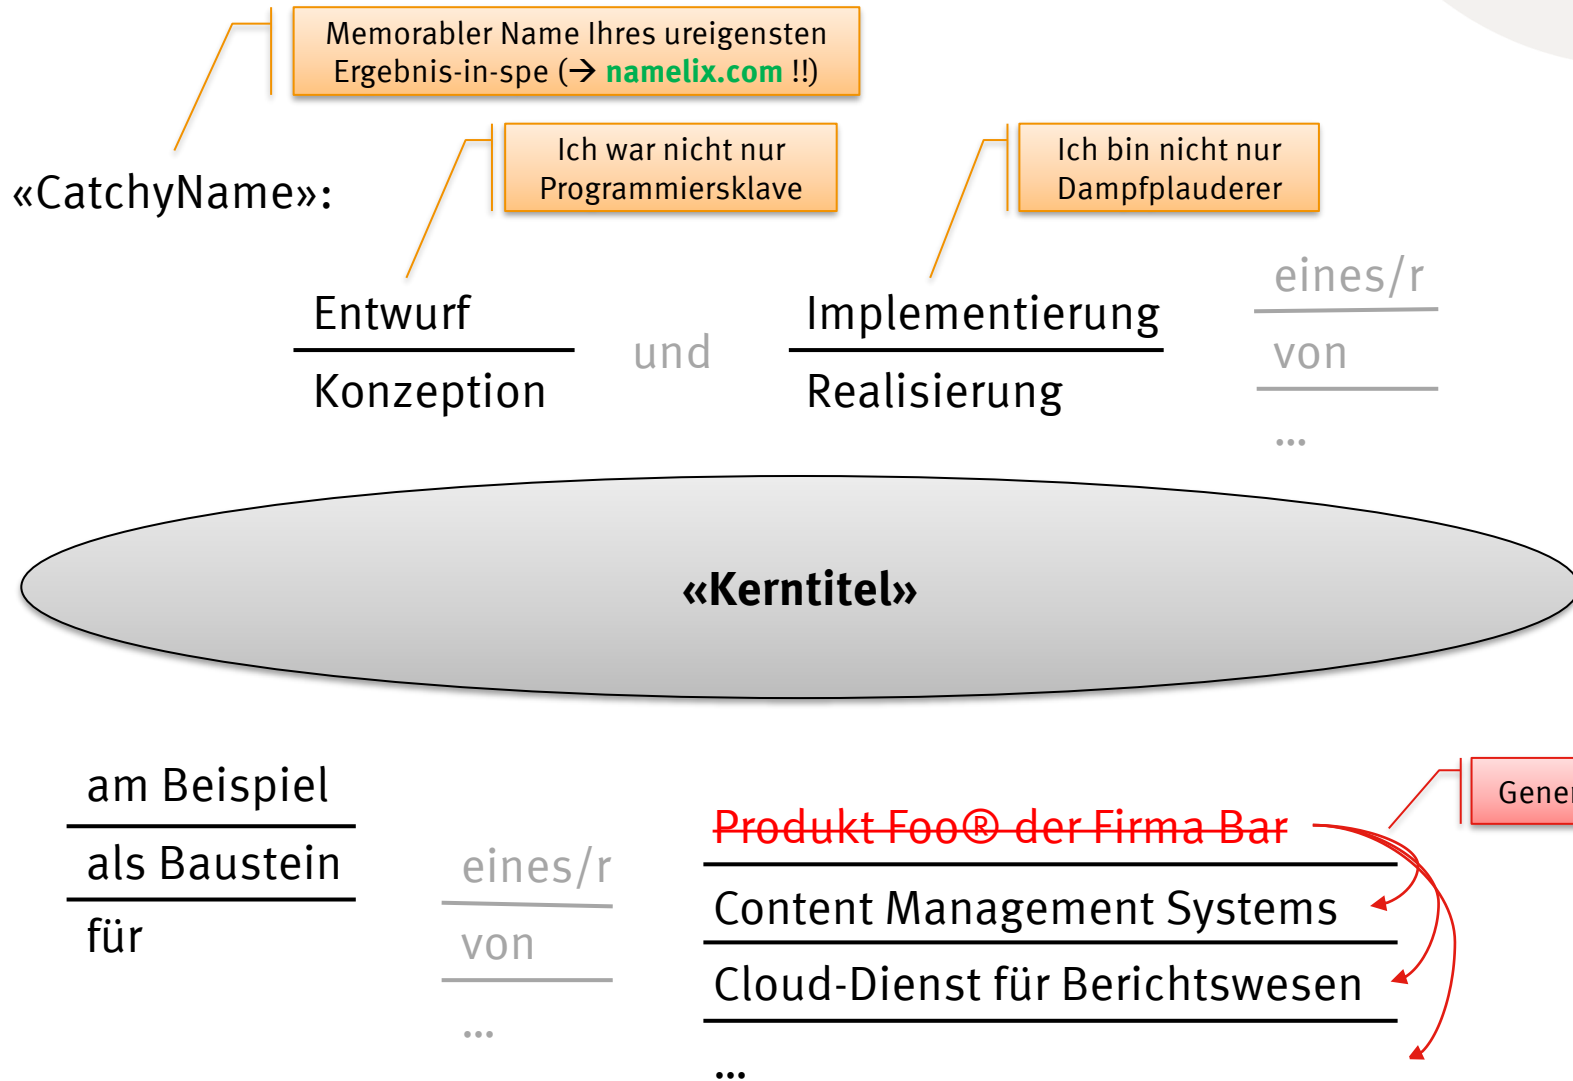 Memorabler Name Ihres ureigensten
Ergebnis-in-spe (→ namelix.com !!)
Ich war nicht nur
Programmiersklave
Ich bin nicht nur
Dampfplauderer
«CatchyName»:
Entwurf
Konzeption
und
Implementierung
Realisierung
eines/r
von
...
«Kerntitel»
am Beispiel
als Baustein
für
eines/r
von
...
Gener
Produkt Foo® der Firma Bar
Content Management Systems
Cloud-Dienst für Berichtswesen
...